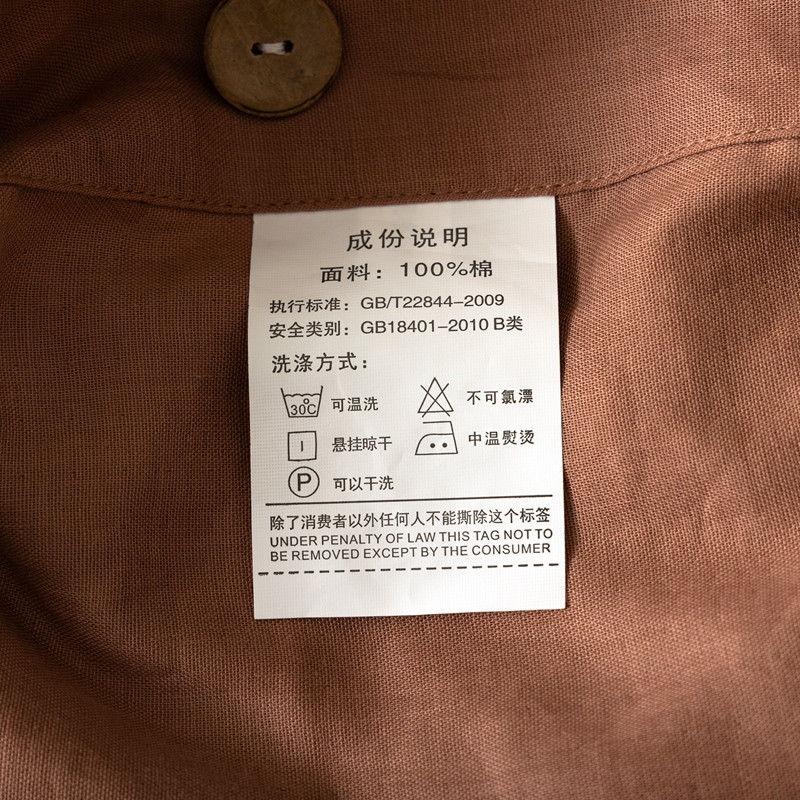 成份说明
面料：100%棉
执行标准：GB/T22844-2009
安全类别：GB18401-2010 B类
洗涤方式：
30C 可温洗 不可氯漂
悬挂晾干 中温熨烫
P 可以干洗
除了消费者以外任何人不能撕除这个标签
UNDER PENALTY OF LAW THIS TAG NOT TO
BE REMOVED EXCEPT BY THE CONSUMER